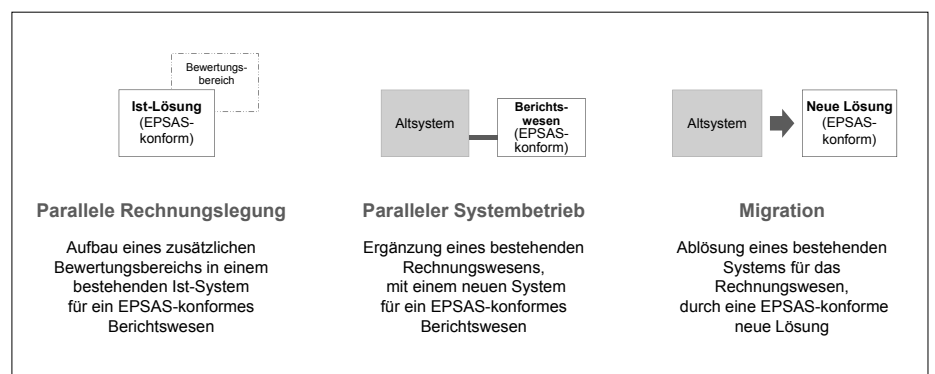 Bewertungs-
bereich
Ist-Lösung
(EPSAS-
konform)
Parallele Rechnungslegung
Aufbau eines zusätzlichen
Bewertungsbereichs in einem
bestehenden Ist-System
für ein EPSAS-konformes
Berichtswesen
Altsystem
Berichts-
wesen
(EPSAS-
konform)
Paralleler Systembetrieb
Ergänzung eines bestehenden
Rechnungswesens,
mit einem neuen System
für ein EPSAS-konformes
Berichtswesen
Altsystem
Neue Lösung
(EPSAS-
konform)
Migration
Ablösung eines bestehenden
Systems für das
Rechnungswesen,
durch eine EPSAS-konforme
neue Lösung